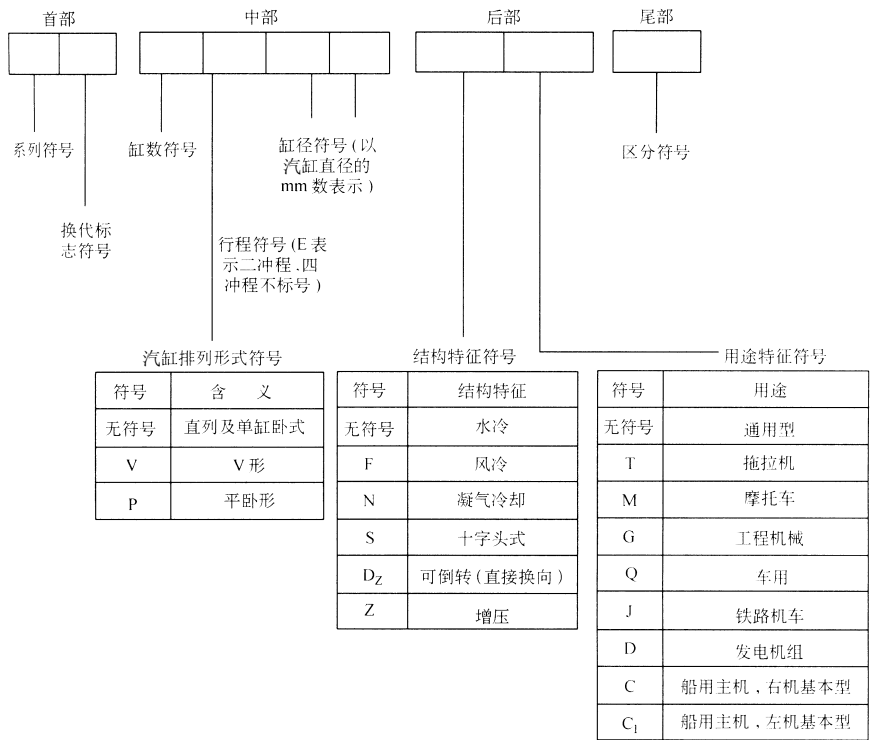 首部 中部 后部 尾部
系列符号
缸数符号
缸径符号(以
汽缸直径的
mm 数表示)
区分符号
换代标
志符号
行程符号(E 表
示二冲程,四
冲程不标号)
汽缸排列形式符号
符号 含 义
无符号 直列及单缸卧式
V V 形
P 平卧形
结构特征符号
符号 结构特征
无符号 水冷
F 风冷
N 凝气冷却
S 十字头式
DZ 可倒转(直接换向)
Z 增压
用途特征符号
符号 用途
无符号 通用型
T 拖拉机
M 摩托车
G 工程机械
Q 车用
J 铁路机车
D 发电机组
C 船用主机,右机基本型
C1 船用主机,左机基本型